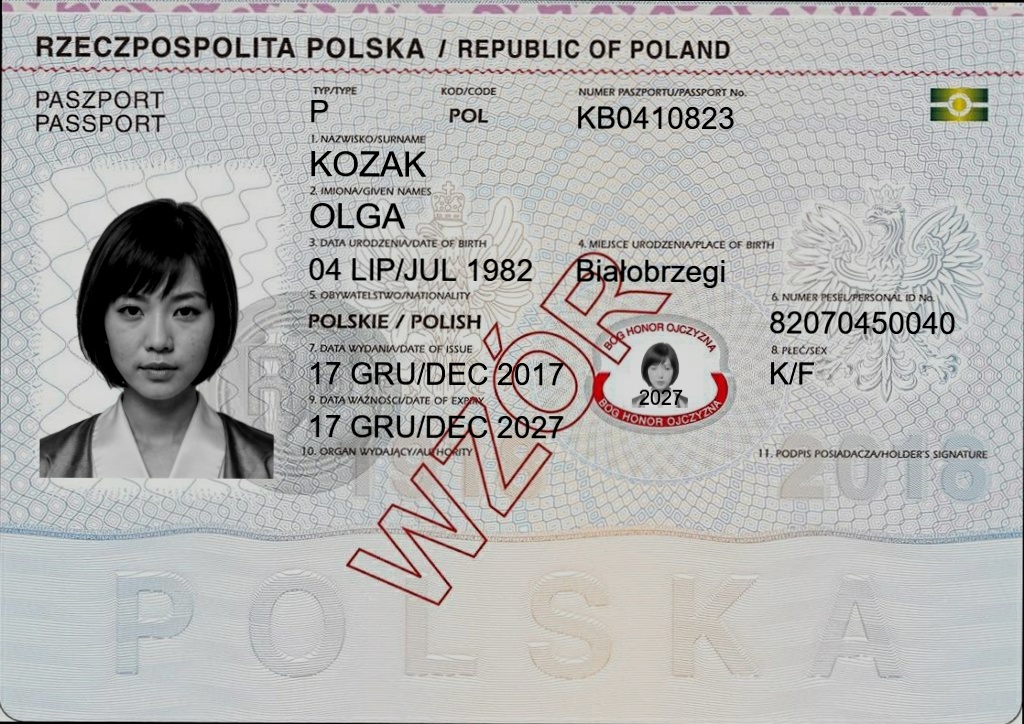 RZECZPOSPOLITA POLSKA / REPUBLIC OF POLAND
PASZPORT
PASSPORT
TYP/TYPE
P
KOD/CODE
POL
NUMER PASZPORTU/PASSPORT No.
KB0410823
1. NAZWISKO/SURNAME
KOZAK
2. IMIONA/GIVEN NAMES
OLGA
3. DATA URODZENIA/DATE OF BIRTH
04 LIP/JUL 1982
4. MIEJSCE URODZENIA/PLACE OF BIRTH
Białobrzegi
5. OBYWATELSTWO/NATIONALITY
POLSKIE / POLISH
6. NUMER PESEL/PERSONAL ID No.
82070450040
7. DATA WYDANIA/DATE OF ISSUE
17 GRU/DEC 2017
8. PŁEĆ/SEX
K/F
9. DATA WAŻNOŚCI/DATE OF EXPIRY
17 GRU/DEC 2027
10. ORGAN WYDAJĄCY/AUTHORITY
11. PODPIS POSIADACZA/HOLDER'S SIGNATURE
BÓG HONOR OJCZYZNA
2027
BÓG HONOR OJCZYZNA
WZÓR
2018
POLSKA